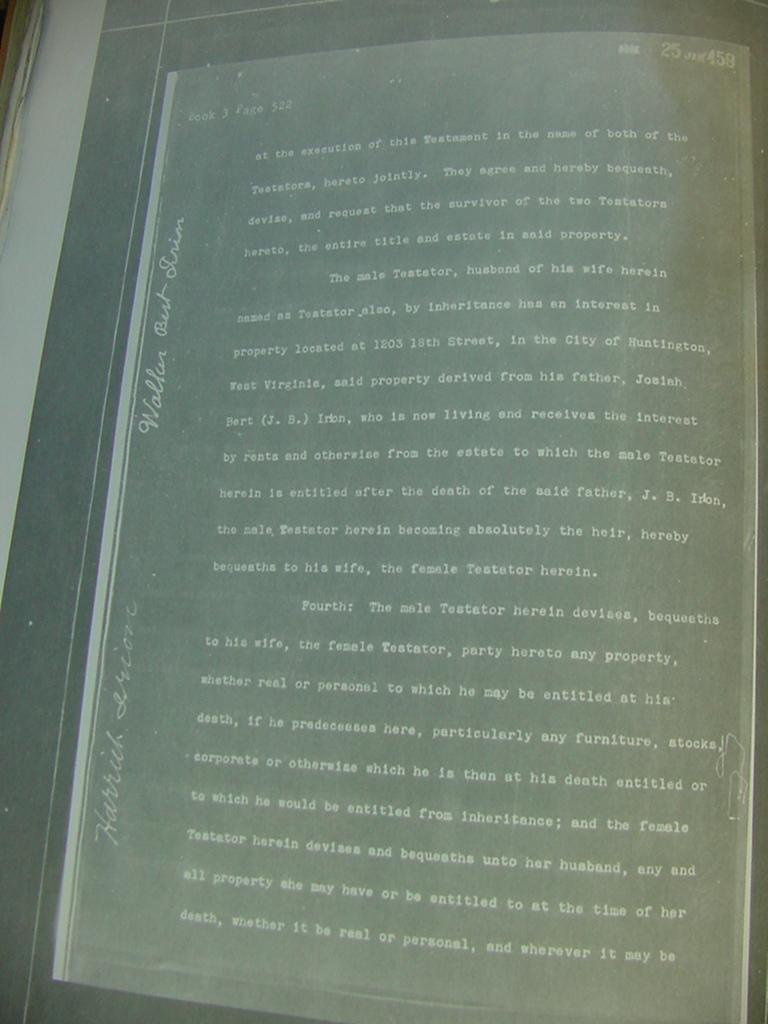 BOOK 25 JAN 458
Book 3 Page 522
at the execution of this Testament in the name of both of the
Testators, hereto jointly. They agree and hereby bequeath,
devise, and request that the survivor of the two Testators
hereto, the entire title and estate in said property.
The male Testator, husband of his wife herein
named as Testator also, by inheritance has an interest in
property located at 1203 18th Street, in the City of Huntington,
West Virginia, said property derived from his father, Josiah
Bert (J. B.) Irion, who is now living and receives the interest
by rents and otherwise from the estate to which the male Testator
herein is entitled after the death of the said father, J. B. Irion,
the male Testator herein becoming absolutely the heir, hereby
bequeaths to his wife, the female Testator herein.
Fourth: The male Testator herein devises, bequeaths
to his wife, the female Testator, party hereto any property,
whether real or personal to which he may be entitled at his
death, if he predeceases here, particularly any furniture, stocks,
corporate or otherwise which he is then at his death entitled or
to which he would be entitled from inheritance; and the female
Testator herein devises and bequeaths unto her husband, any and
all property she may have or be entitled to at the time of her
death, whether it be real or personal, and wherever it may be
Walker Bert Irion
Irion